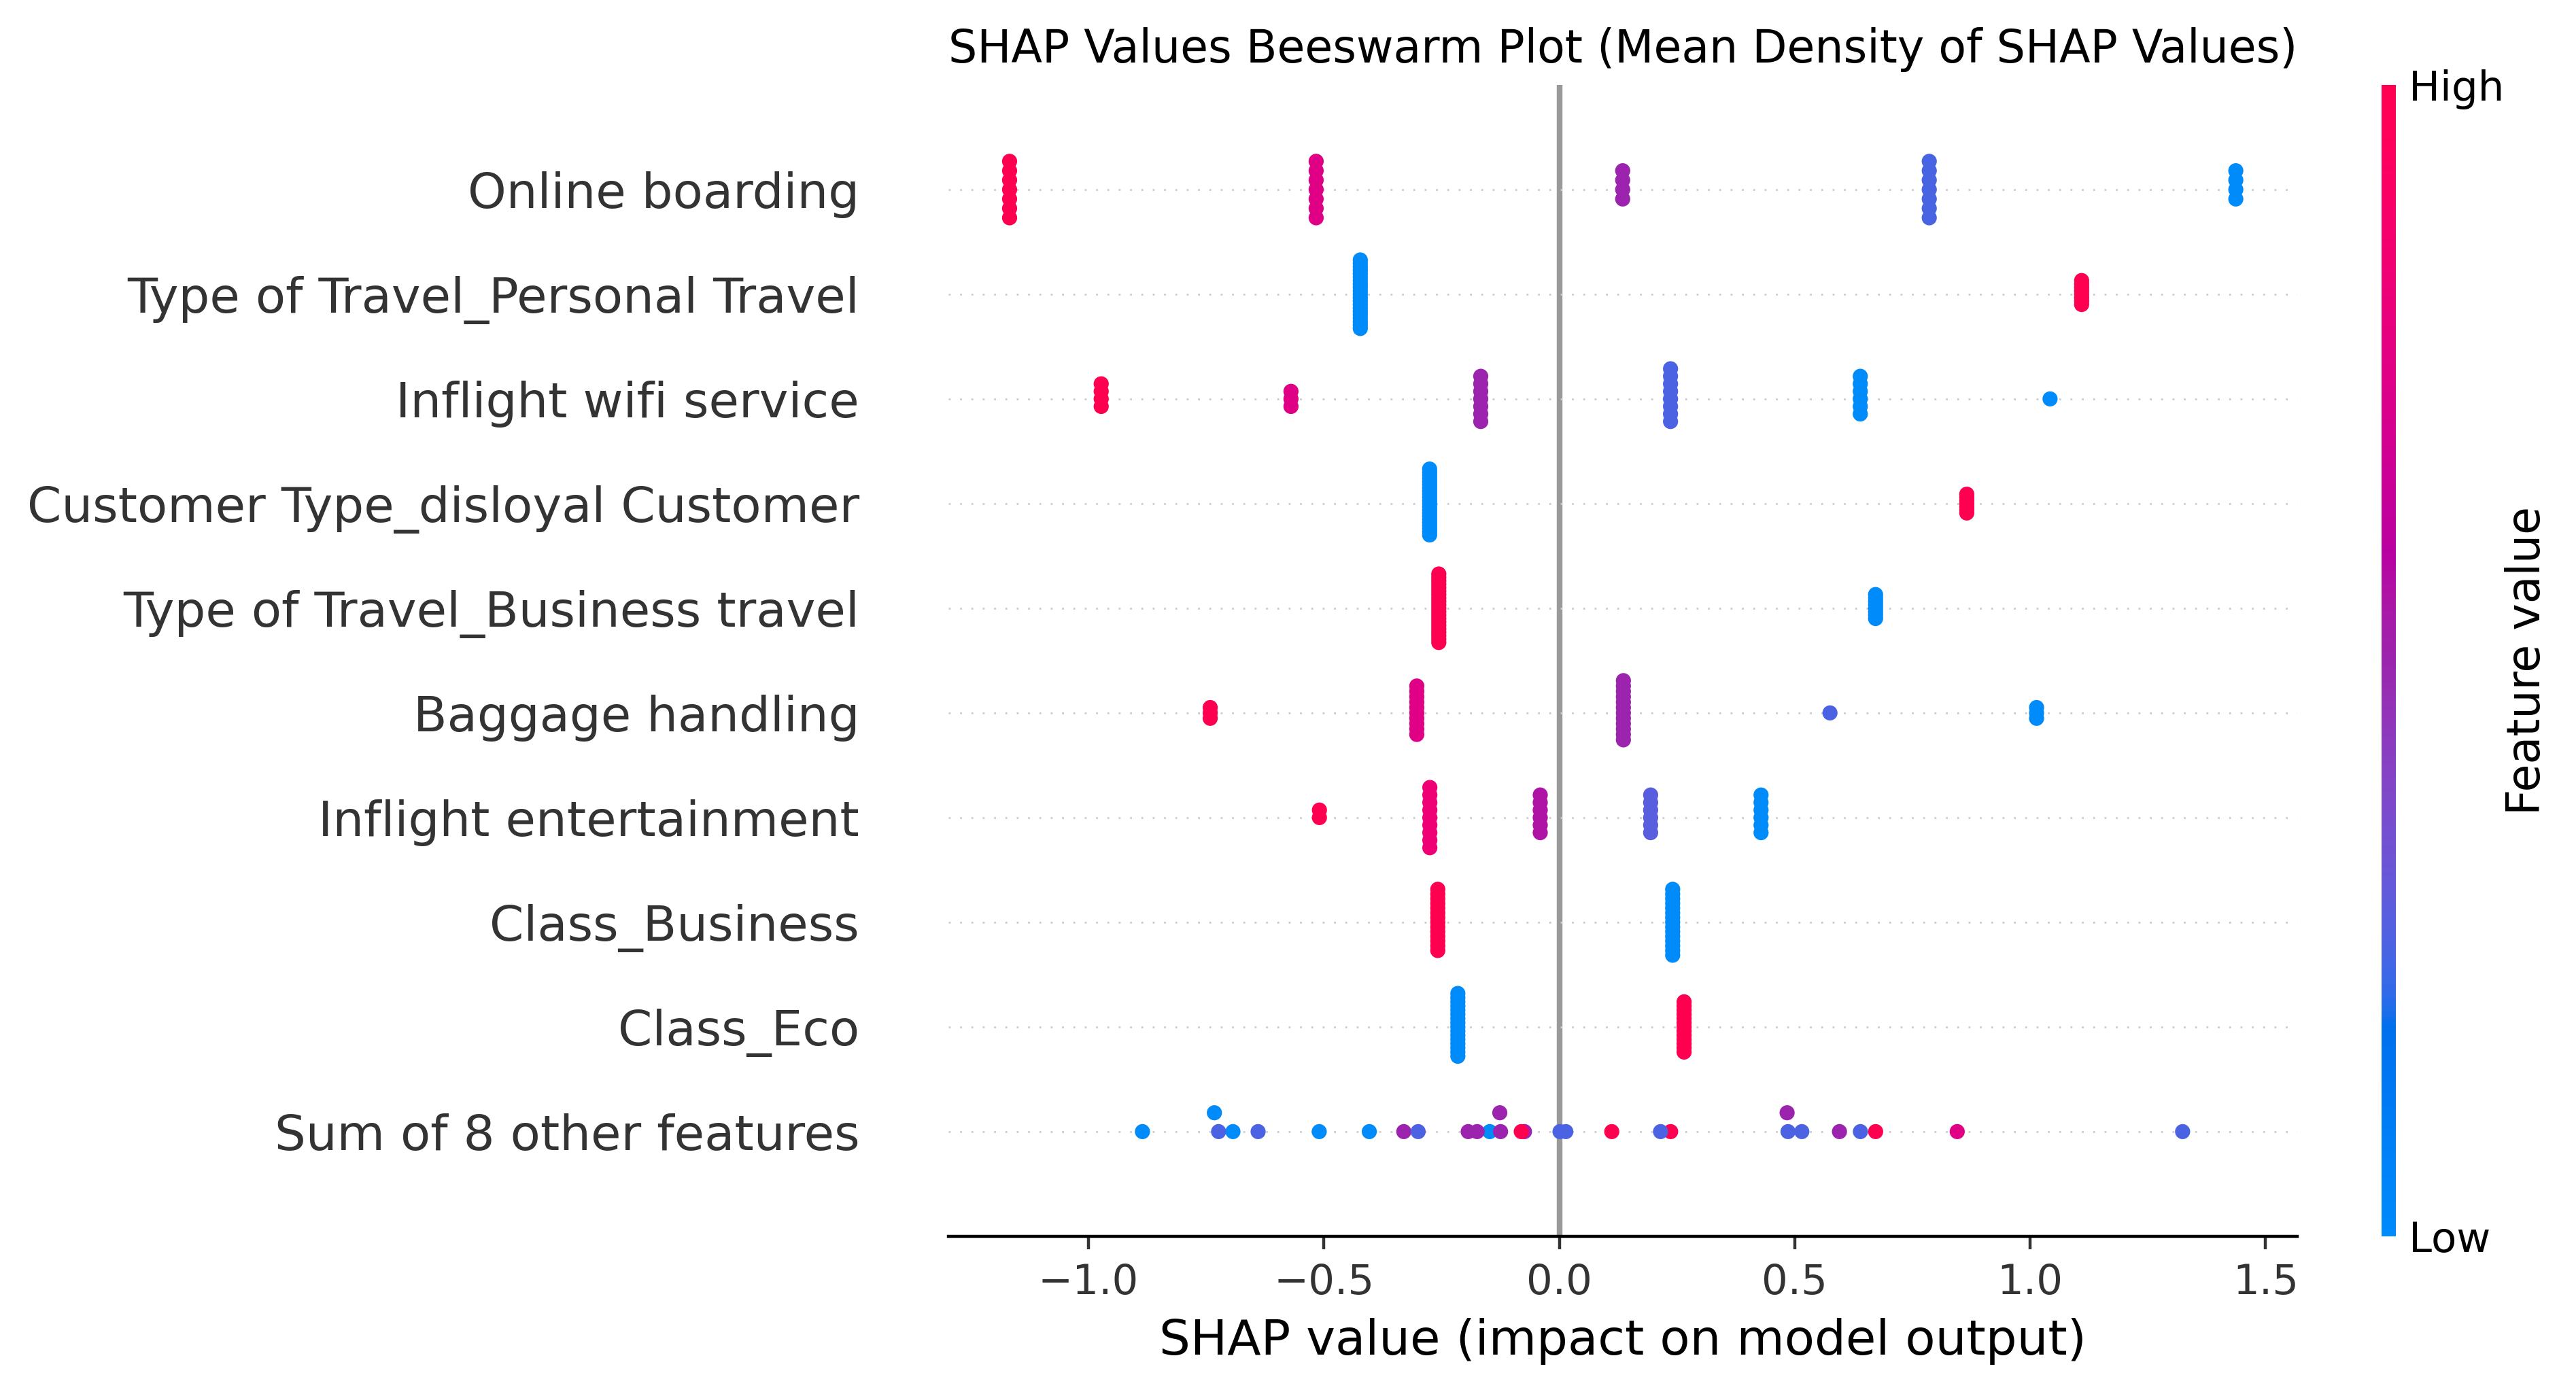 SHAP Values Beeswarm Plot (Mean Density of SHAP Values)
High
Online boarding
Type of Travel_Personal Travel
Inflight wifi service
Customer Type_disloyal Customer
Type of Travel_Business travel
Baggage handling
Inflight entertainment
Class_Business
Class_Eco
Sum of 8 other features
Feature value
Low
−1.0 −0.5 0.0 0.5 1.0 1.5
SHAP value (impact on model output)